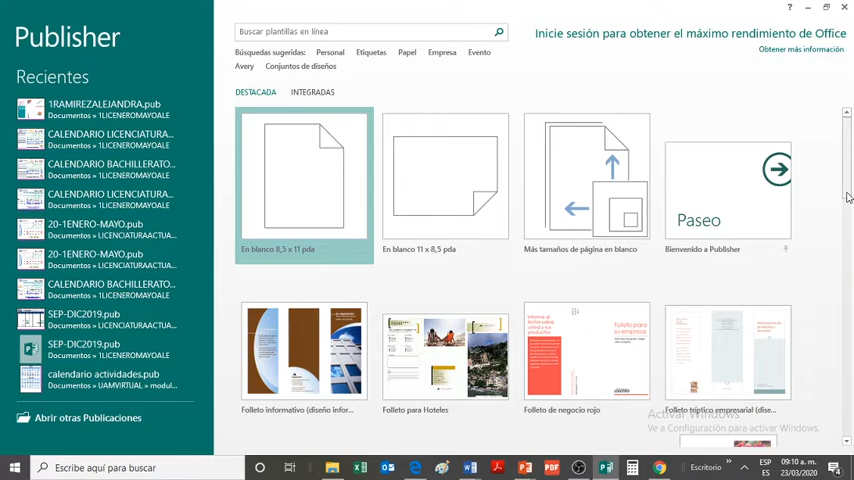 Publisher
Recientes
1RAMIREZALEJANDRA.pub
Documentos » 1LICENEROMAYOALE
CALENDARIO LICENCIATURA...
Documentos » 1LICENEROMAYOALE
CALENDARIO BACHILLERATO...
Documentos » 1LICENEROMAYOALE
CALENDARIO LICENCIATURA...
Documentos » 1LICENEROMAYOALE
20-1ENERO-MAYO.pub
Documentos » LICENCIATURAACTUA...
20-1ENERO-MAYO.pub
Documentos » LICENCIATURAACTUA...
CALENDARIO BACHILLERATO...
Documentos » 1LICENEROMAYOALE
SEP-DIC2019.pub
Documentos » LICENCIATURAACTUA...
SEP-DIC2019.pub
Documentos » 1LICENEROMAYOALE
calendario actividades.pub
Documentos » UAMVIRTUAL » modul...
Abrir otras Publicaciones
?
Buscar plantillas en línea
Inicie sesión para obtener el máximo rendimiento de Office
Obtener más información
Búsquedas sugeridas: Personal Etiquetas Papel Empresa Evento
Avery Conjuntos de diseños
DESTACADA INTEGRADAS
Paseo
En blanco 8,5 x 11 pda
En blanco 11 x 8,5 pda
Más tamaños de página en blanco
Bienvenido a Publisher
Folleto para
su empresa
Folleto informativo (diseño infor...
Folleto para Hoteles
Folleto de negocio rojo
Folleto tríptico empresarial (dise...
Activar Windows
Ve a Configuración para activar Windows.
Escribe aquí para buscar
Escritorio
ESP
ES
09:10 a. m.
23/03/2020
4